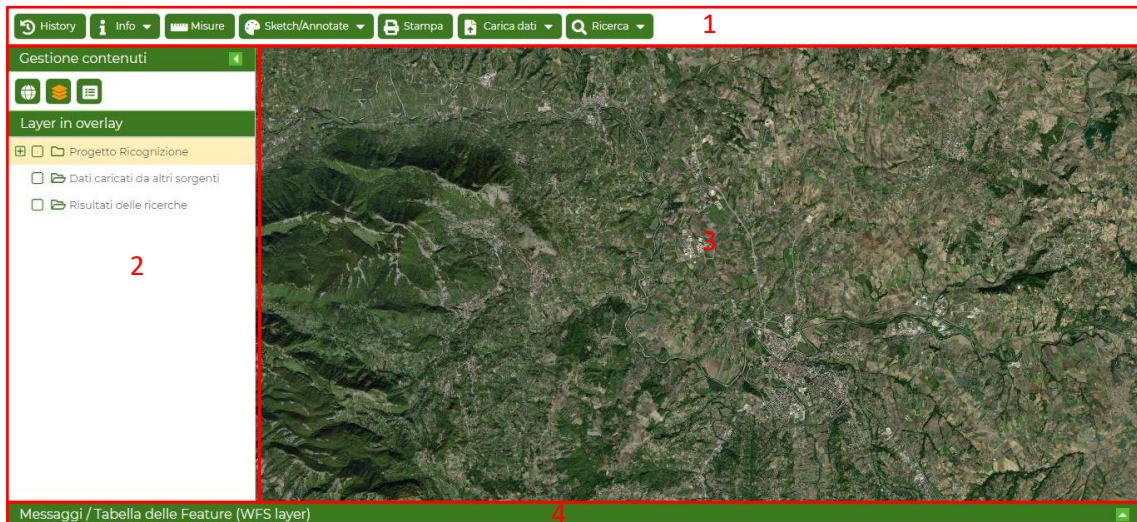 History Info Misure Sketch/Annotate Stampa Carica dati Ricerca 1
Gestione contenuti
Layer in overlay
Progetto Ricognizione
Dati caricati da altri sorgenti
Risultati delle ricerche
2
3
Messaggi / Tabella delle Feature (WFS layer) 4